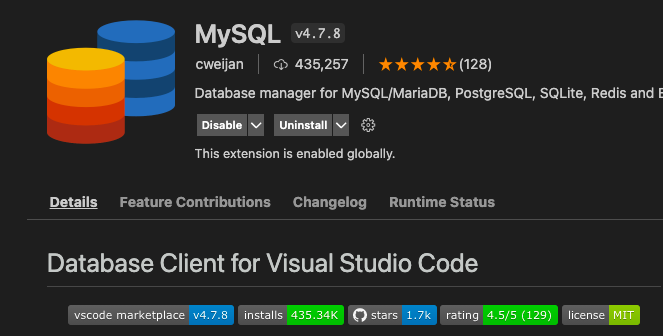 MySQL v4.7.8
cweijan 435,257 (128)
Database manager for MySQL/MariaDB, PostgreSQL, SQLite, Redis and
Disable Uninstall
This extension is enabled globally.
Details Feature Contributions Changelog Runtime Status
Database Client for Visual Studio Code
vscode marketplace v4.7.8 installs 435.34K stars 1.7k rating 4.5/5 (129) license MIT